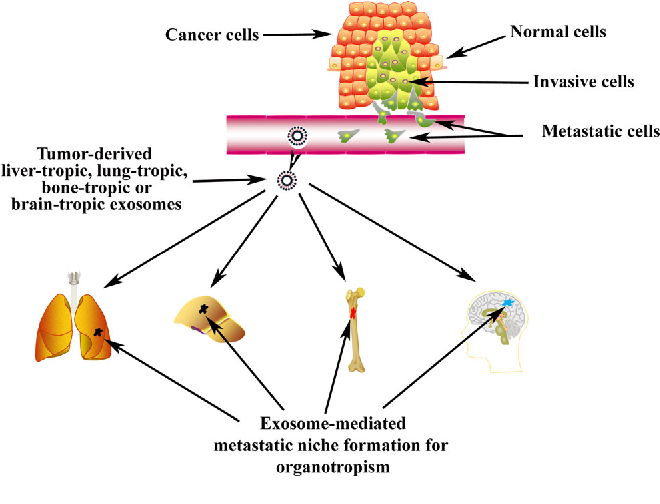 Cancer cells
Normal cells
Invasive cells
Metastatic cells
Tumor-derived
liver-tropic, lung-tropic,
bone-tropic or
brain-tropic exosomes
Exosome-mediated
metastatic niche formation for
organotropism